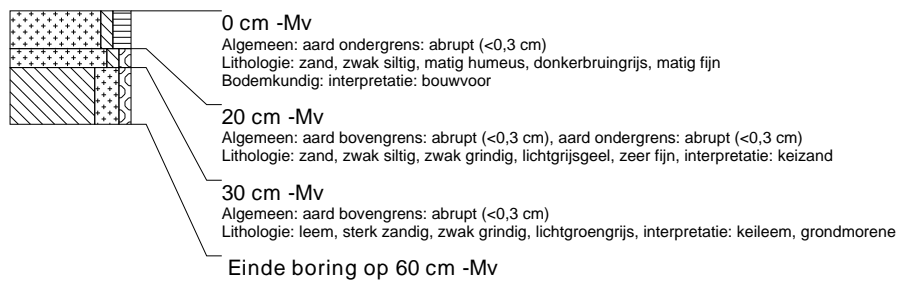 0 cm -Mv
Algemeen: aard ondergrens: abrupt (<0,3 cm)
Lithologie: zand, zwak siltig, matig humeus, donkerbruingrijs, matig fijn
Bodemkundig: interpretatie: bouwvoor
20 cm -Mv
Algemeen: aard bovengrens: abrupt (<0,3 cm), aard ondergrens: abrupt (<0,3 cm)
Lithologie: zand, zwak siltig, zwak grindig, lichtgrijsgeel, zeer fijn, interpretatie: keizand
30 cm -Mv
Algemeen: aard bovengrens: abrupt (<0,3 cm)
Lithologie: leem, sterk zandig, zwak grindig, lichtgroengrijs, interpretatie: keileem, grondmorene
Einde boring op 60 cm -Mv